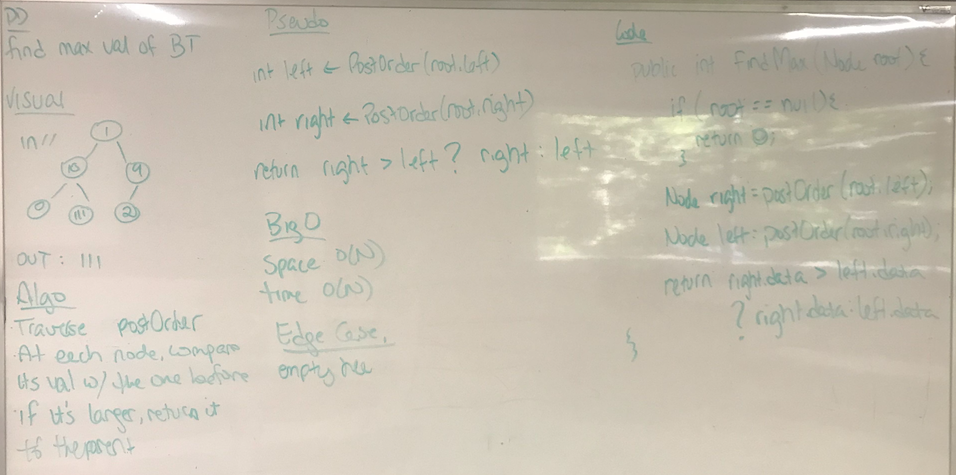 PD
find max val of BT
Visual
in //
1
10
9
0
111
2
OUT: 111
Algo
Traverse postOrder
At each node, compare
its val w/ the one before
if it's larger, return it
to the parent
Pseudo
int left ← PostOrder(root.left)
int right ← PostOrder(root.right)
return right > left ? right : left
Big O
Space O(N)
time O(N)
Edge Case,
empty tree
Code
public int FindMax(Node root){
if (root == null){
return 0;
}
Node right = postOrder (root.left);
Node left = postOrder(root.right);
return right.data > left.data
? right.data : left.data
}